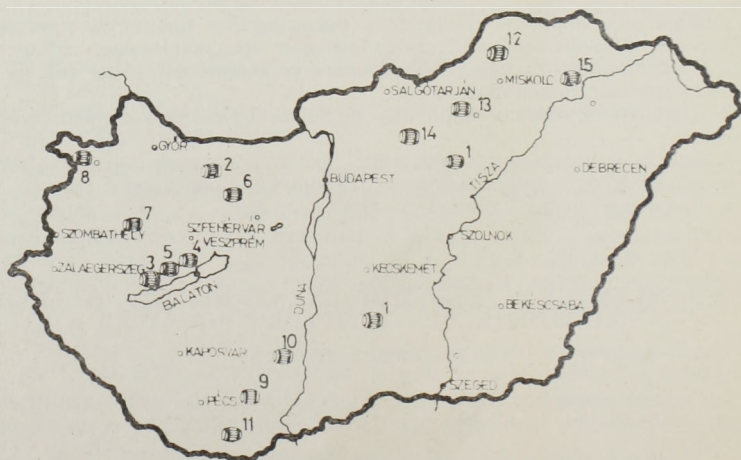 12
MISKOLC
15
SALGÓTARJÁN
13
14
GYŐR
8
2
1
BUDAPEST
TISZA
DEBRECEN
6
7
SZOMBATHELY
SZFEHÉRVÁR
VESZPRÉM
SZOLNOK
ZALAEGERSZEG
3
5
4
KECSKEMÉT
BALATON
DUNA
BÉKÉSCSABA
1
10
KAPOSVÁR
9
PÉCS
SZEGED
11